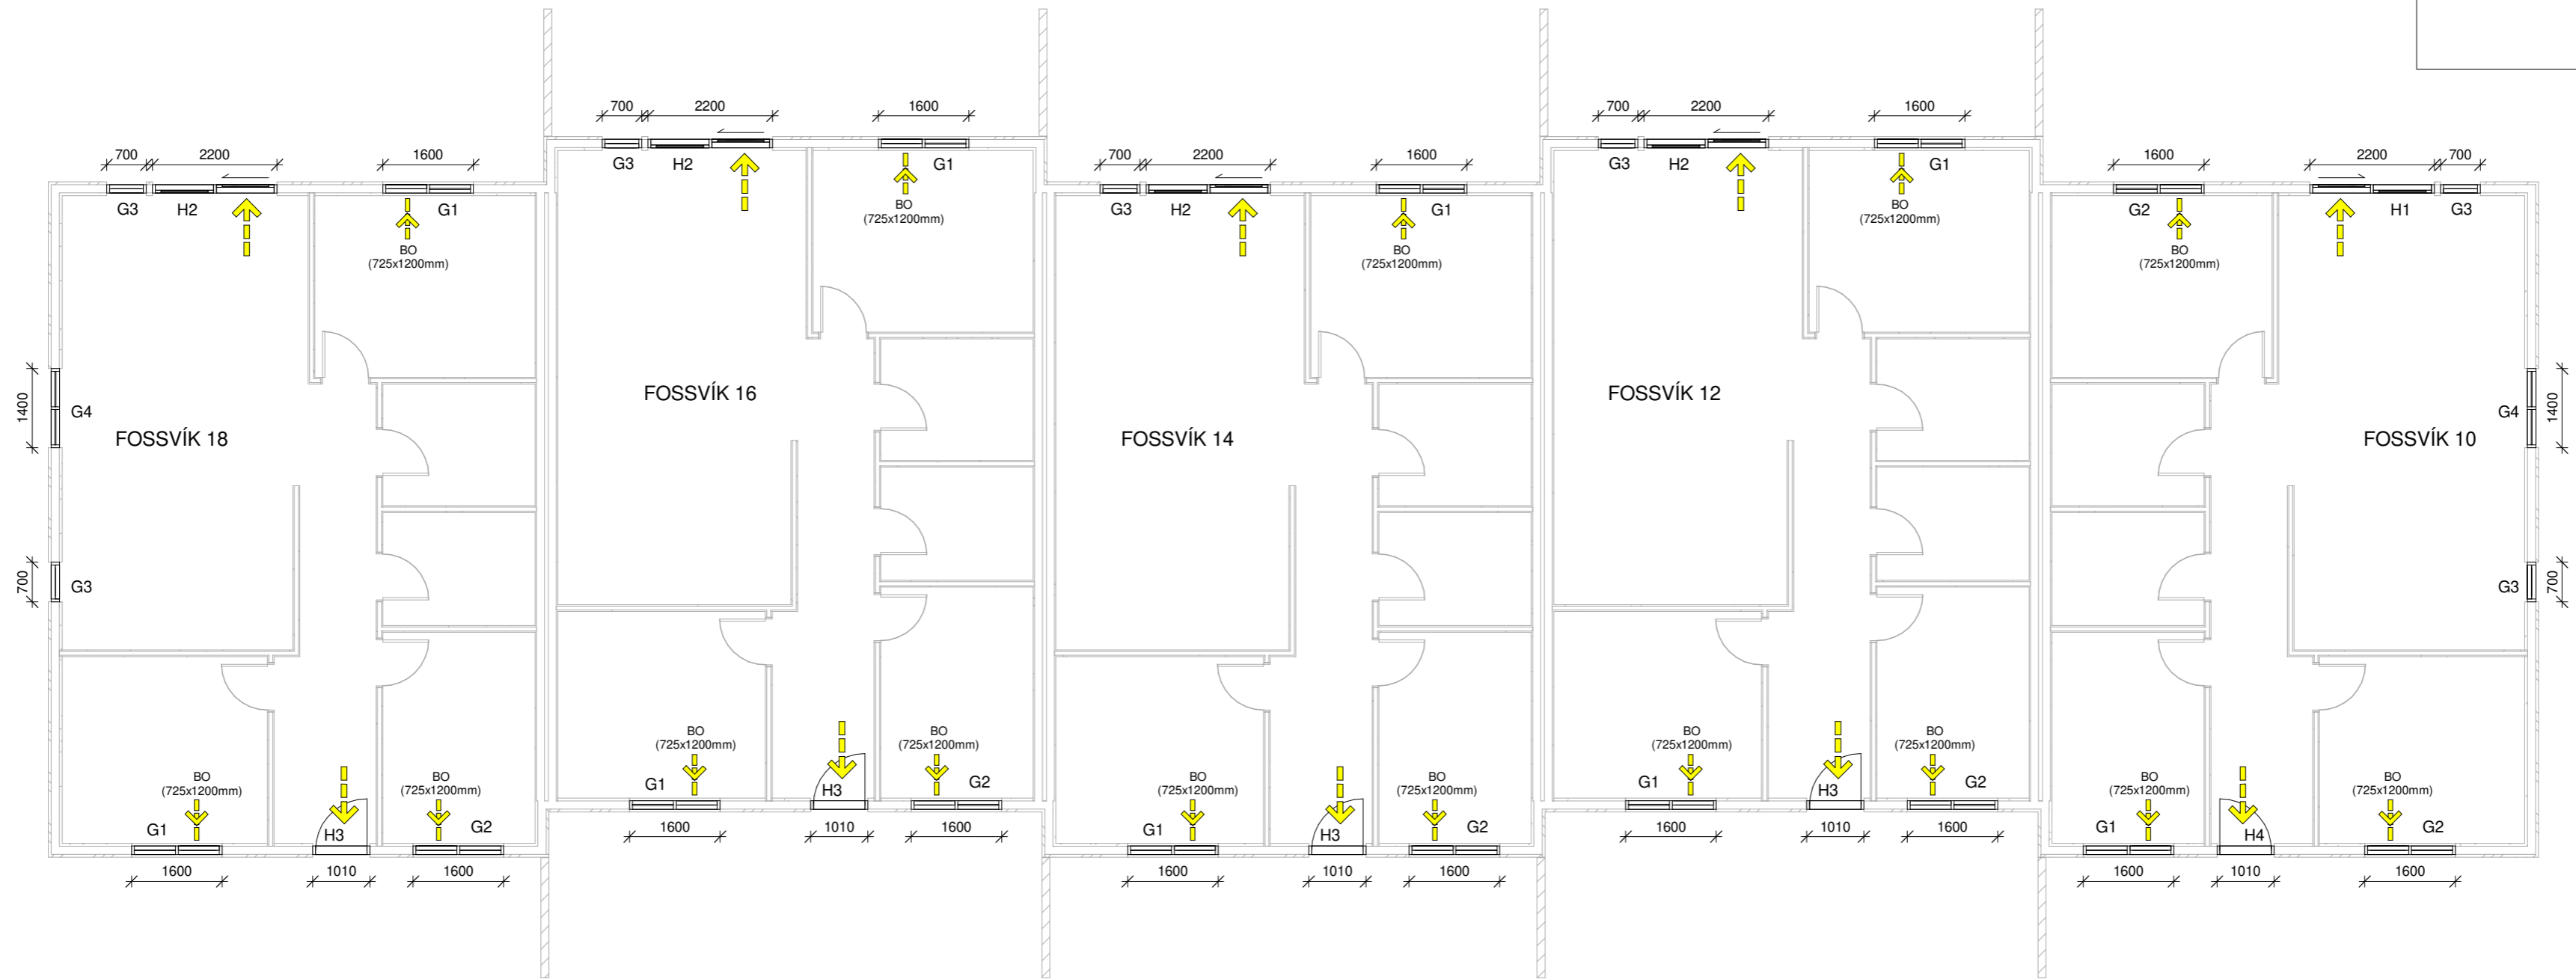 700 2200 1600
G3 H2 G1
BO
(725x1200mm)
FOSSVÍK 18
1400
G4
700
G3
BO
(725x1200mm)
G1
H3
BO
(725x1200mm)
G2
1600 1010 1600
700 2200 1600
G3 H2 G1
BO
(725x1200mm)
FOSSVÍK 16
BO
(725x1200mm)
G1
H3
BO
(725x1200mm)
G2
1600 1010 1600
700 2200 1600
G3 H2 G1
BO
(725x1200mm)
FOSSVÍK 14
BO
(725x1200mm)
G1
H3
BO
(725x1200mm)
G2
1600 1010 1600
700 2200 1600
G3 H2 G1
BO
(725x1200mm)
FOSSVÍK 12
BO
(725x1200mm)
G1
H3
BO
(725x1200mm)
G2
1600 1010 1600
1600 2200 700
G2 H1 G3
BO
(725x1200mm)
FOSSVÍK 10
G4
1400
G3
700
BO
(725x1200mm)
G1
H4
BO
(725x1200mm)
G2
1600 1010 1600